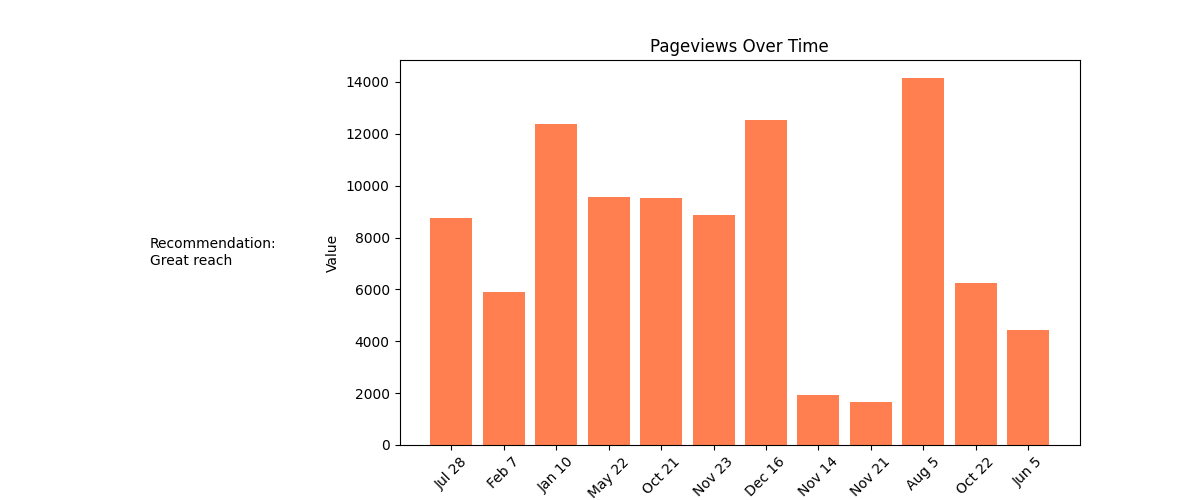 Pageviews Over Time
Recommendation:
Great reach
Value
14000
12000
10000
8000
6000
4000
2000
0
Jul 28
Feb 7
Jan 10
May 22
Oct 21
Nov 23
Dec 16
Nov 14
Nov 21
Aug 5
Oct 22
Jun 5